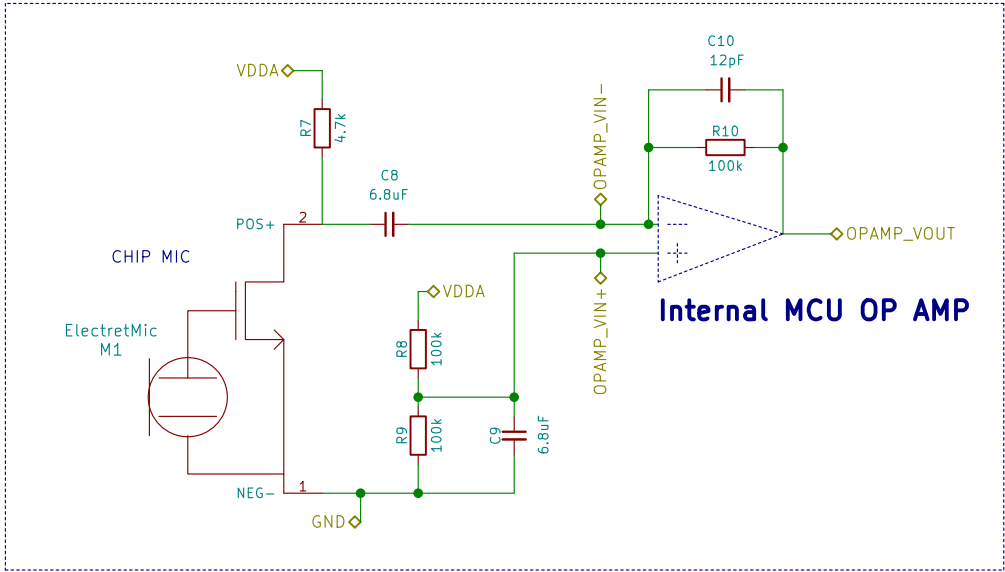 C10
12pF
VDDA
R7
4.7k
OPAMP_VIN-
R10
100k
C8
6.8uF
POS+
2
OPAMP_VOUT
CHIP MIC
VDDA
OPAMP_VIN+
Internal MCU OP AMP
ElectretMic
M1
R8
100k
R9
100k
C9
6.8uF
NEG-
1
GND